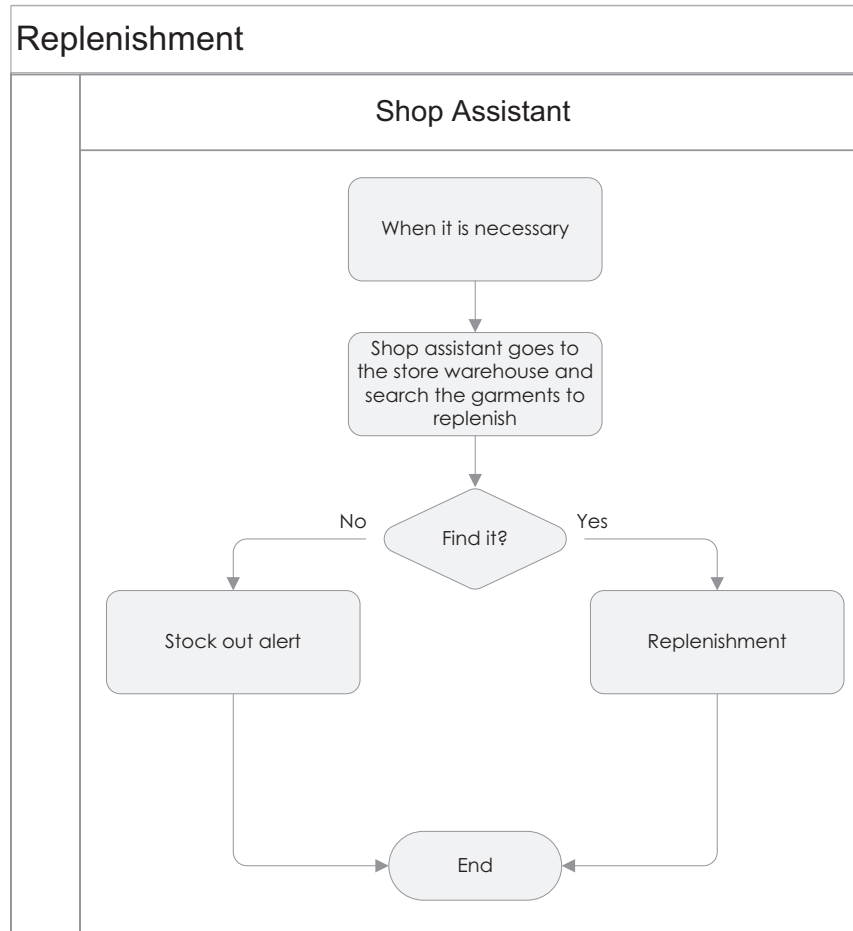 Replenishment
Shop Assistant
When it is necessary
Shop assistant goes to
the store warehouse and
search the garments to
replenish
Find it?
No
Yes
Stock out alert
Replenishment
End